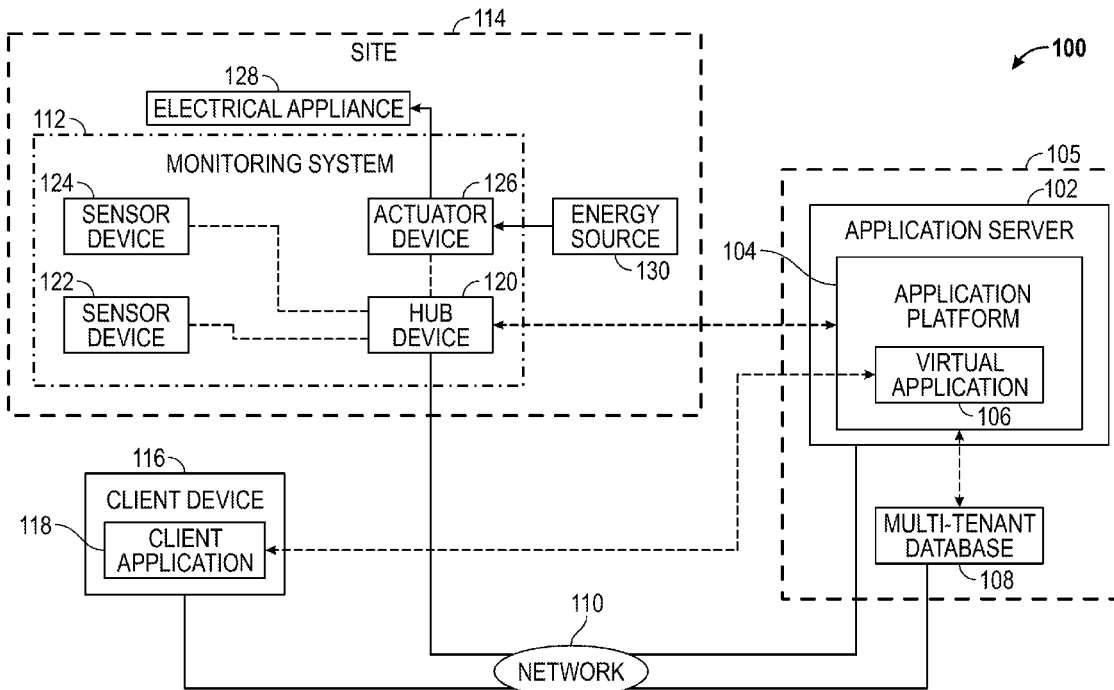 114
SITE
100
128
ELECTRICAL APPLIANCE
112
MONITORING SYSTEM
105
124
126
102
SENSOR
DEVICE
ACTUATOR
DEVICE
ENERGY
SOURCE
130
APPLICATION SERVER
104
122
120
SENSOR
DEVICE
HUB
DEVICE
APPLICATION
PLATFORM
VIRTUAL
APPLICATION
106
116
CLIENT DEVICE
118
CLIENT
APPLICATION
MULTI-TENANT
DATABASE
108
110
NETWORK